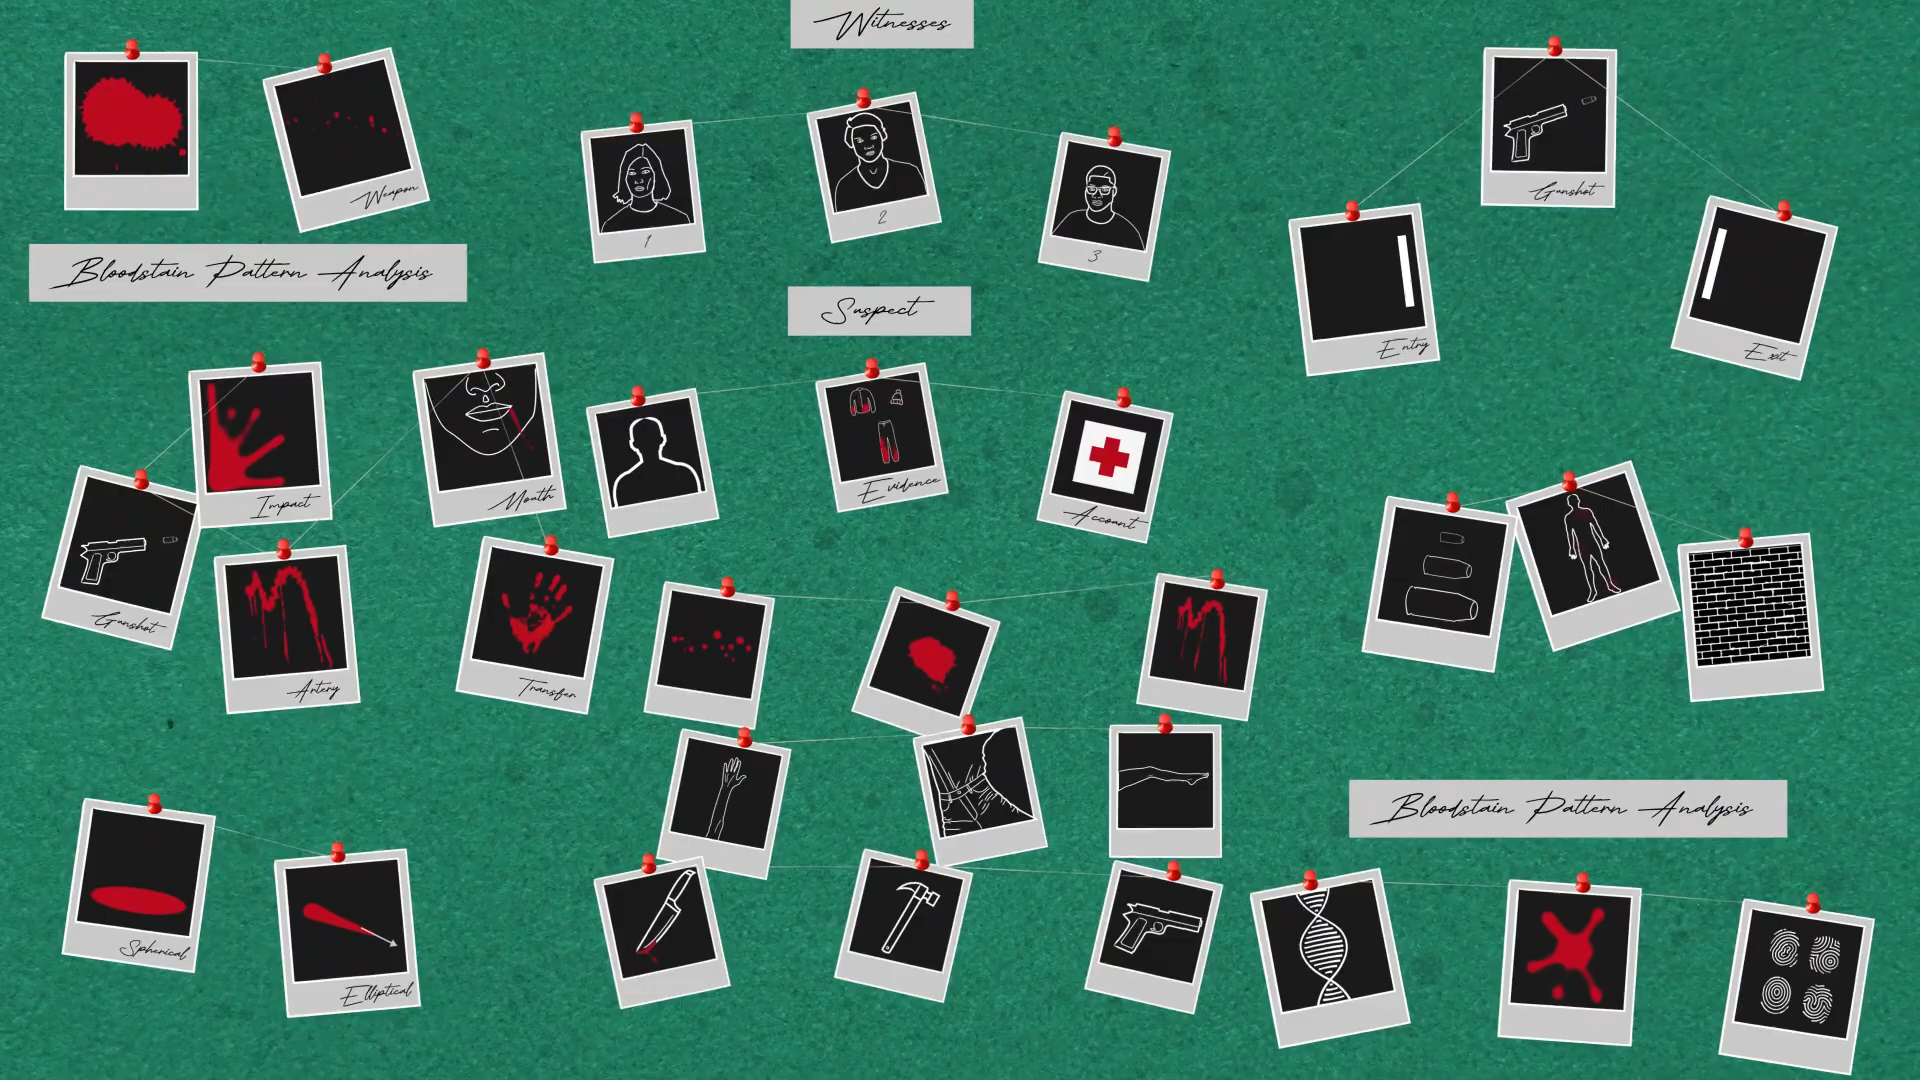 Witnesses
Weapon
1
2
3
Gunshot
Bloodstain Pattern Analysis
Suspect
Entry
Exit
Impact
Mouth
Evidence
Account
Gunshot
Artery
Transfer
Bloodstain Pattern Analysis
Spherical
Elliptical